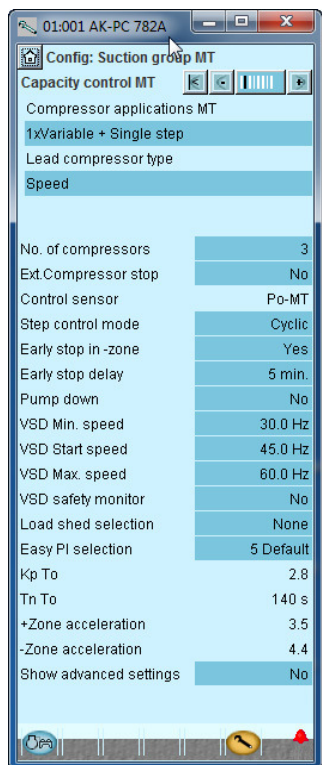 01:001 AK-PC 782A
Config: Suction group MT
Capacity control MT
Compressor applications MT
1xVariable + Single step
Lead compressor type
Speed
No. of compressors 3
Ext.Compressor stop No
Control sensor Po-MT
Step control mode Cyclic
Early stop in -zone Yes
Early stop delay 5 min.
Pump down No
VSD Min. speed 30.0 Hz
VSD Start speed 45.0 Hz
VSD Max. speed 60.0 Hz
VSD safety monitor No
Load shed selection None
Easy PI selection 5 Default
Kp To 2.8
Tn To 140 s
+Zone acceleration 3.5
-Zone acceleration 4.4
Show advanced settings No